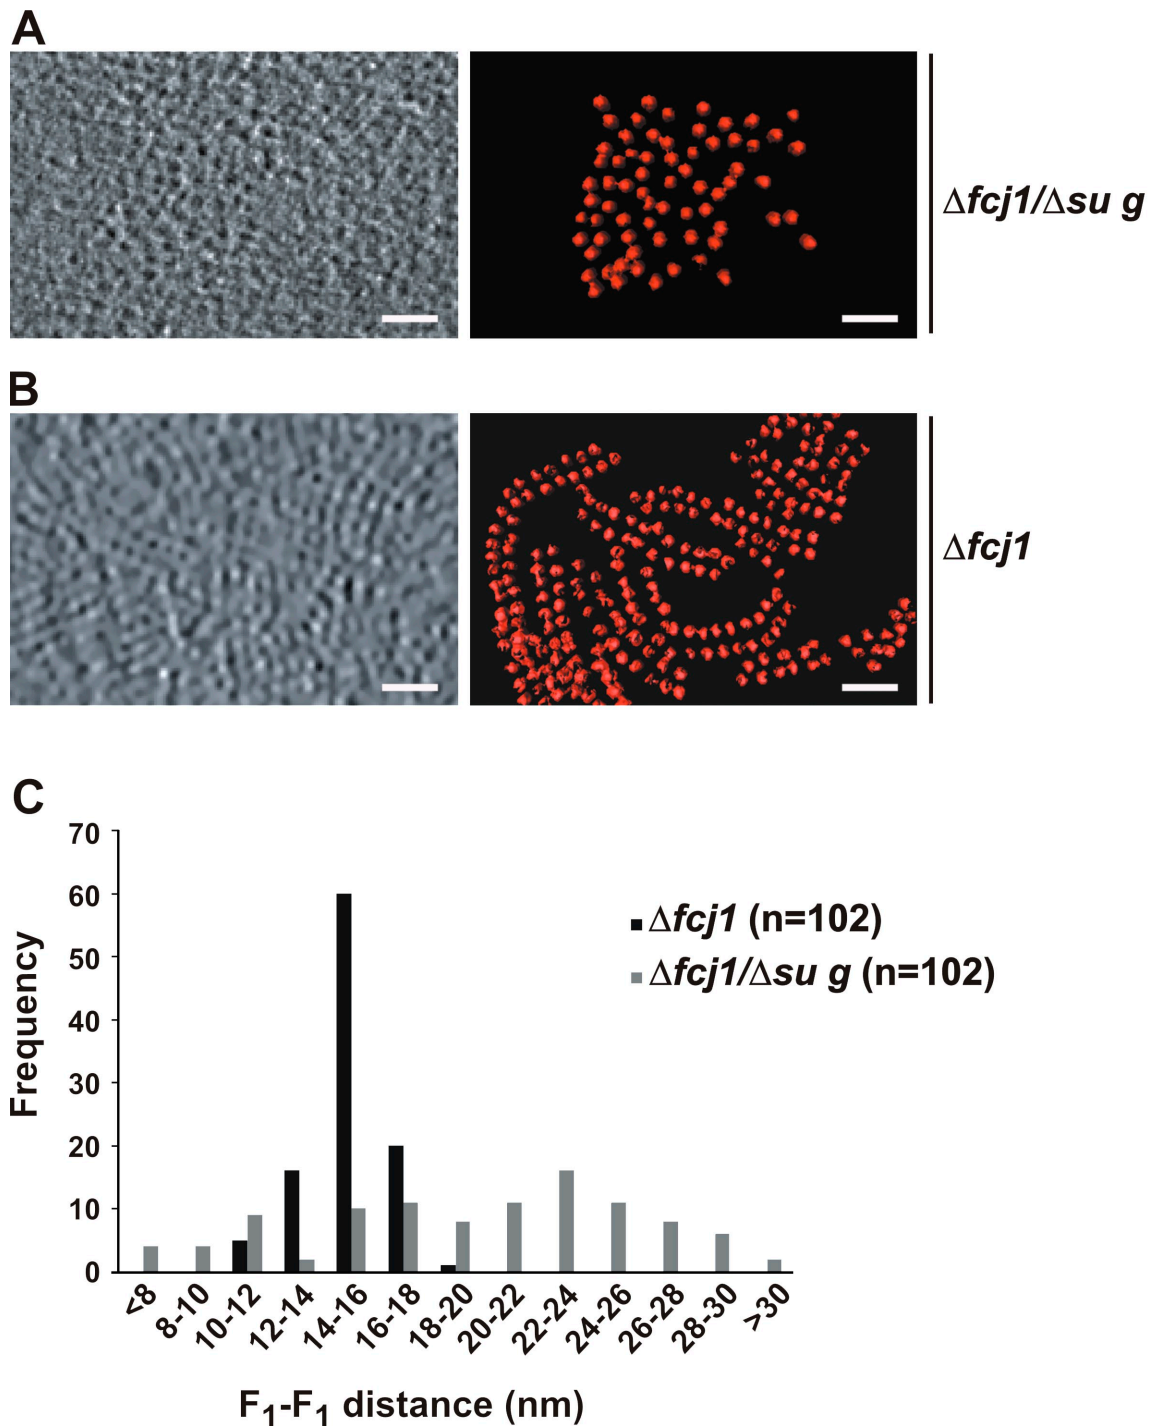 A
Δfcj1/Δsu g
B
Δfcj1
C
70
60
50
40
30
20
10
0
Frequency
Δfcj1 (n=102)
Δfcj1/Δsu g (n=102)
<8
8-10
10-12
12-14
14-16
16-18
18-20
20-22
22-24
24-26
26-28
28-30
>30
F1-F1 distance (nm)